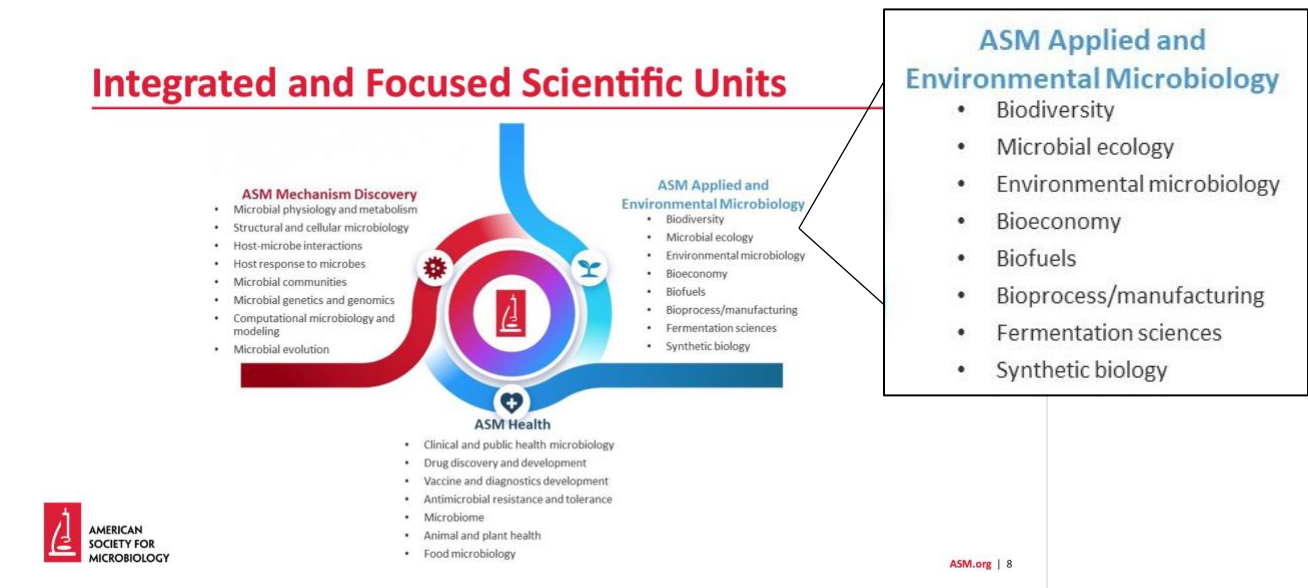 Integrated and Focused Scientific Units
ASM Mechanism Discovery
• Microbial physiology and metabolism
• Structural and cellular microbiology
• Host-microbe interactions
• Host response to microbes
• Microbial communities
• Microbial genetics and genomics
• Computational microbiology and
modeling
• Microbial evolution
ASM Applied and
Environmental Microbiology
• Biodiversity
• Microbial ecology
• Environmental microbiology
• Bioeconomy
• Biofuels
• Bioprocess/manufacturing
• Fermentation sciences
• Synthetic biology
ASM Health
• Clinical and public health microbiology
• Drug discovery and development
• Vaccine and diagnostics development
• Antimicrobial resistance and tolerance
• Microbiome
• Animal and plant health
• Food microbiology
ASM Applied and
Environmental Microbiology
• Biodiversity
• Microbial ecology
• Environmental microbiology
• Bioeconomy
• Biofuels
• Bioprocess/manufacturing
• Fermentation sciences
• Synthetic biology
AMERICAN
SOCIETY FOR
MICROBIOLOGY
ASM.org | 8